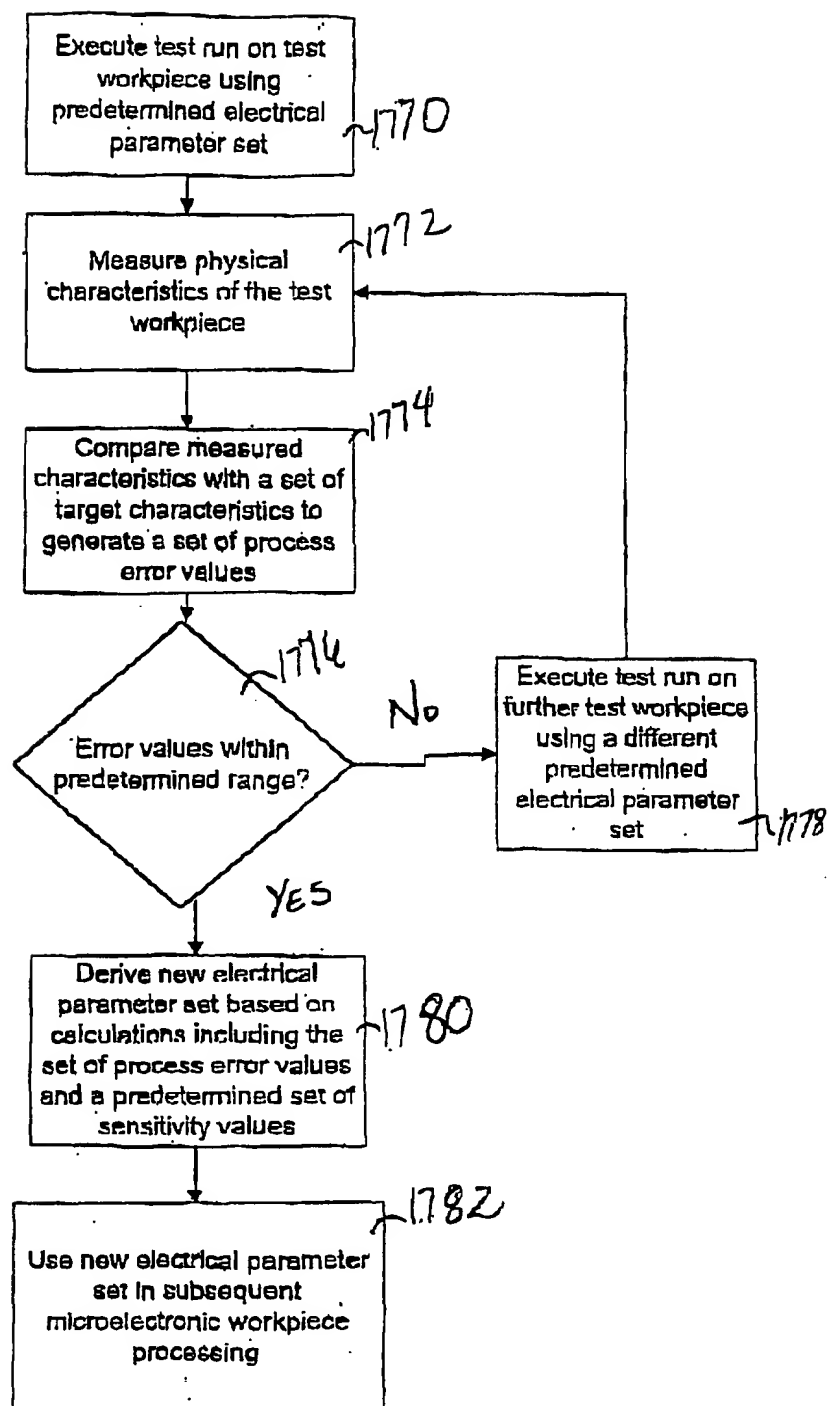 Execute test run on test
workpiece using
predetermined electrical
parameter set
1770
1772
Measure physical
characteristics of the test
workpiece
1774
Compare measured
characteristics with a set of
target characteristics to
generate a set of process
error values
1776
Error values within
predetermined range?
No
Execute test run on
further test workpiece
using a different
predetermined
electrical parameter
set
1778
YES
Derive new electrical
parameter set based on
calculations including the
set of process error values
and a predetermined set of
sensitivity values
1780
1782
Use new electrical parameter
set in subsequent
microelectronic workpiece
processing